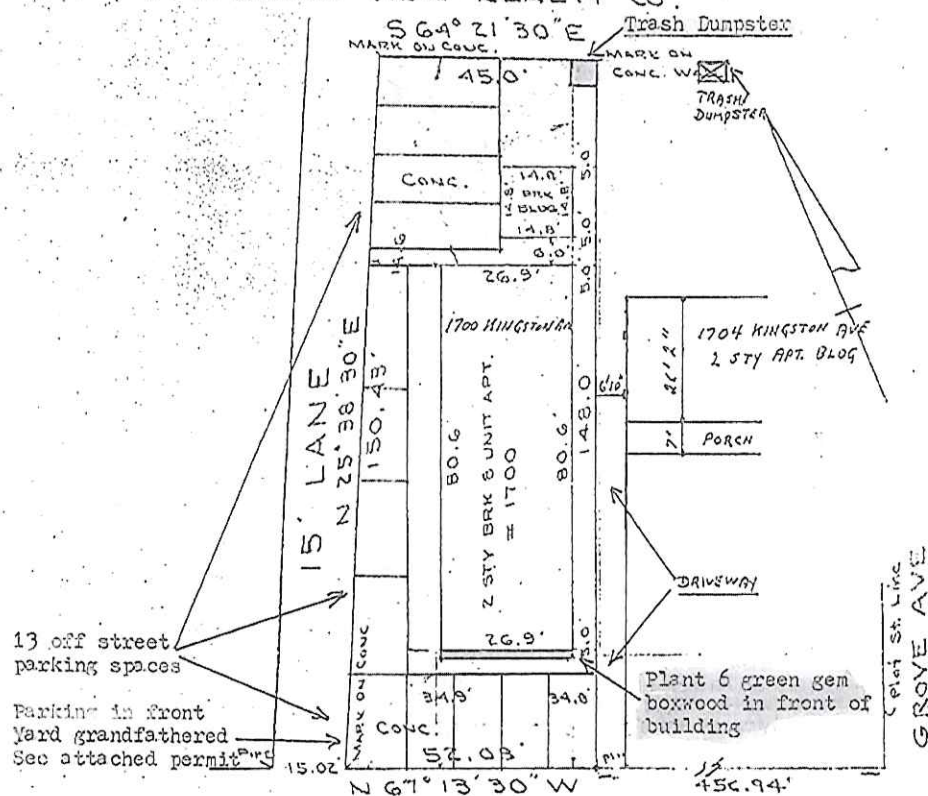 S 64° 21' 30" E
Trash Dumpster
MARK ON CONC.
MARK ON
CONC.
45.0'
TRASH
DUMPSTER
CONC.
14.8'
BRK
BLDG
14.8'
14.8'
14.8'
5.0'
5.0'
5.0'
26.9'
1700 KINGSTON
1704 KINGSTON AVE
2 STY APT. BLDG
6'10"
7'
PORCH
15' LANE
N 25° 38' 30" E
150.43'
80.6
2 STY BRK 8 UNIT APT.
= 1700
80.6'
148.0'
DRIVEWAY
26.9'
5.0'
13 off street
parking spaces
Plant 6 green gem
boxwood in front of
building
Parking in front
Yard grandfathered
See attached permit
MARK ON CONC
34.9'
34.0'
CONC.
52.03'
15.02'
N 67° 13' 30" W
456.94'
Plat St. Line
GROVE AVE